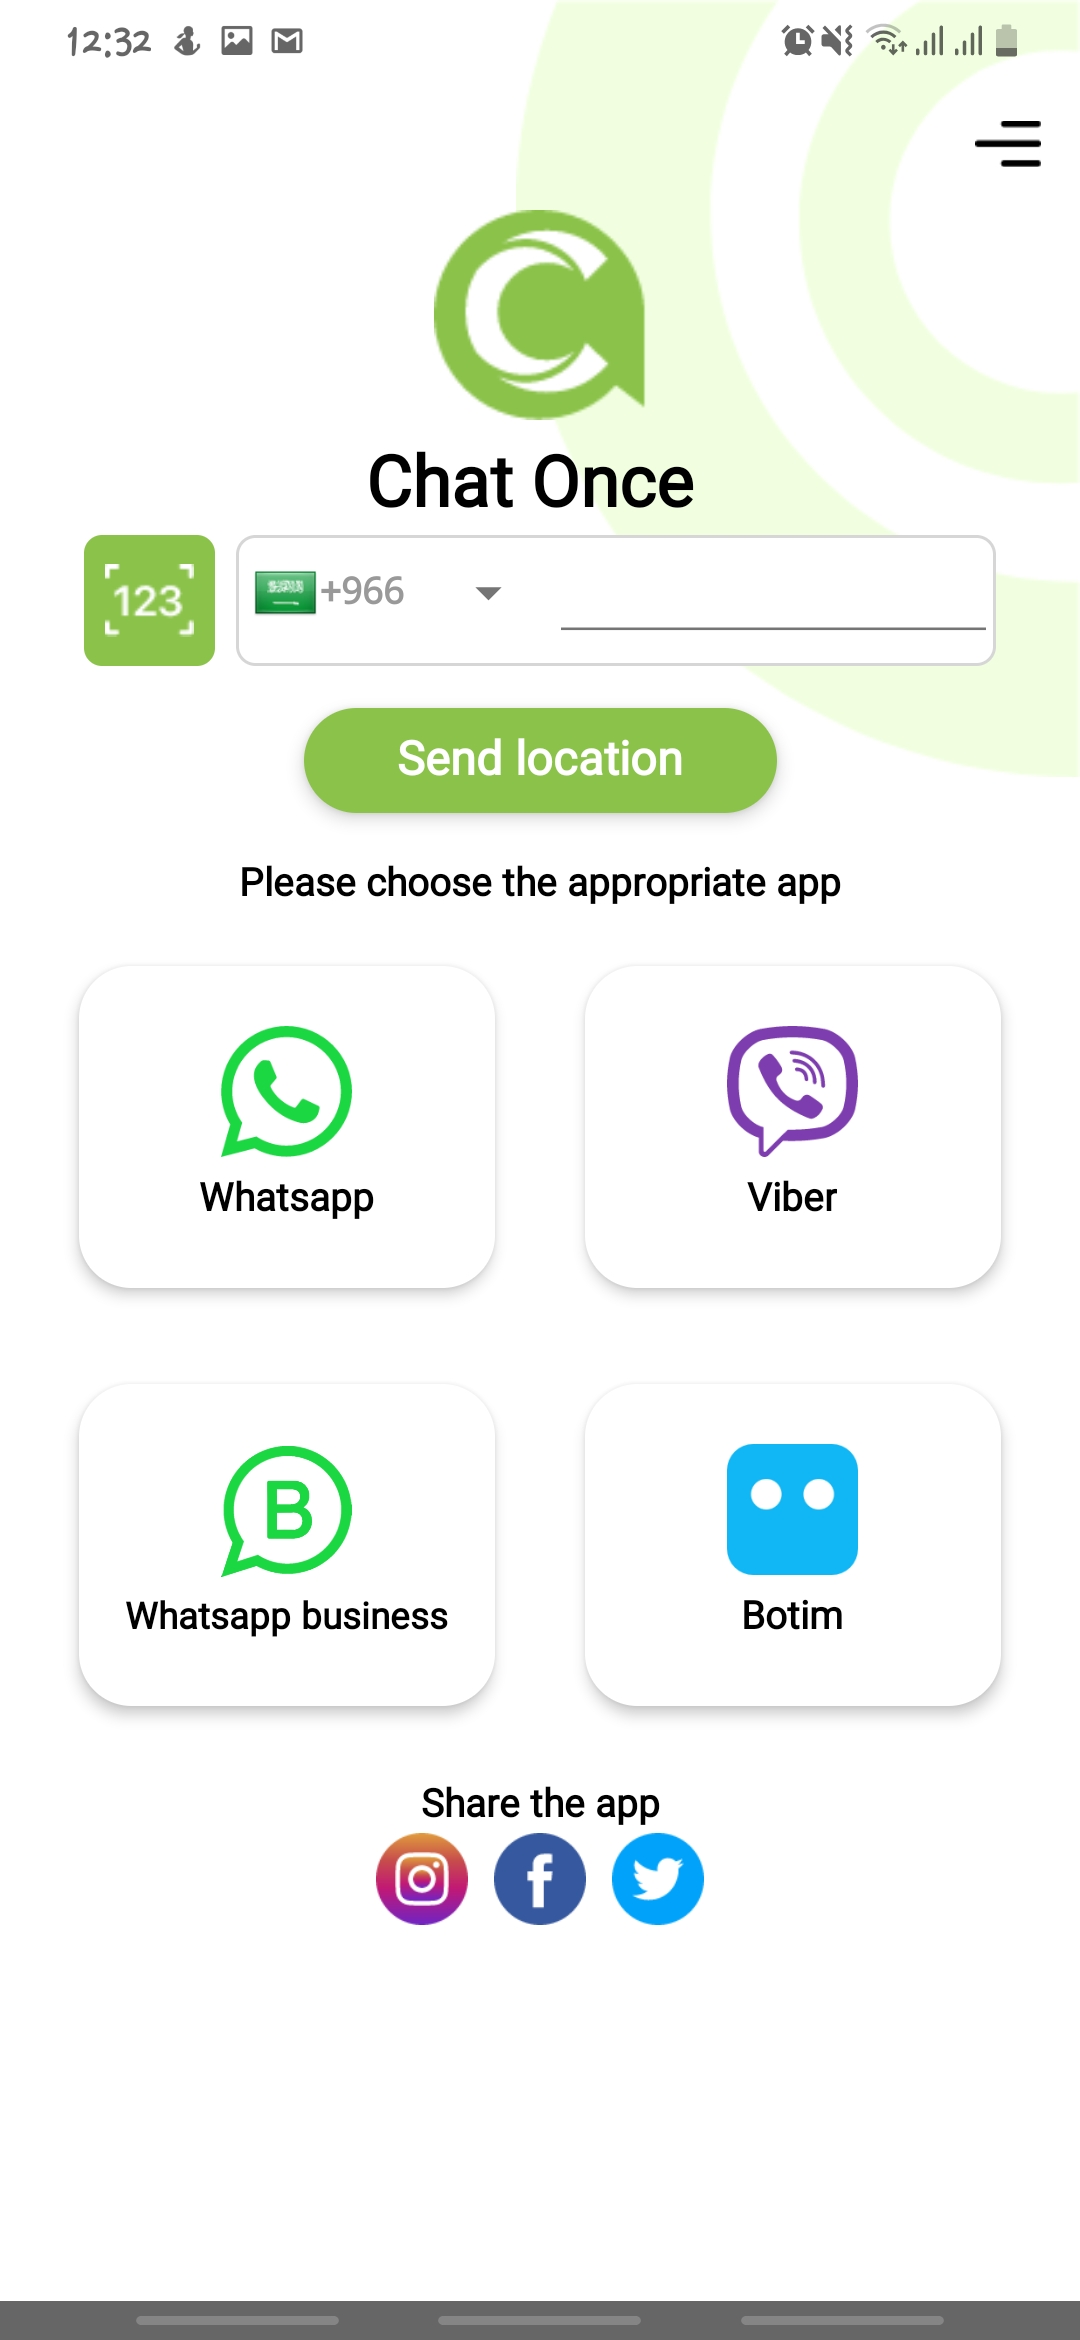 12:32
Chat Once
123
+966
Send location
Please choose the appropriate app
Whatsapp
Viber
B
Whatsapp business
Botim
Share the app